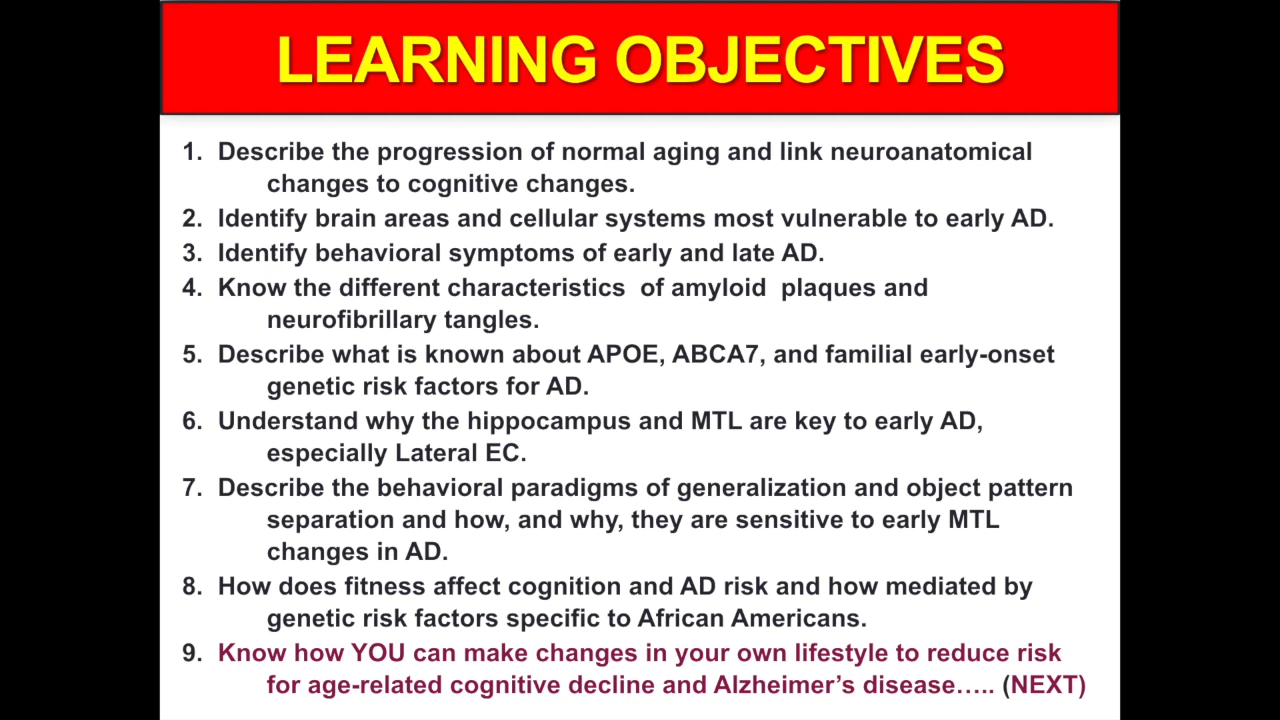 LEARNING OBJECTIVES
1. Describe the progression of normal aging and link neuroanatomical
changes to cognitive changes.
2. Identify brain areas and cellular systems most vulnerable to early AD.
3. Identify behavioral symptoms of early and late AD.
4. Know the different characteristics  of amyloid  plaques and
neurofibrillary tangles.
5. Describe what is known about APOE, ABCA7, and familial early-onset
genetic risk factors for AD.
6. Understand why the hippocampus and MTL are key to early AD,
especially Lateral EC.
7. Describe the behavioral paradigms of generalization and object pattern
separation and how, and why, they are sensitive to early MTL
changes in AD.
8. How does fitness affect cognition and AD risk and how mediated by
genetic risk factors specific to African Americans.
9. Know how YOU can make changes in your own lifestyle to reduce risk
for age-related cognitive decline and Alzheimer’s disease….. (NEXT)